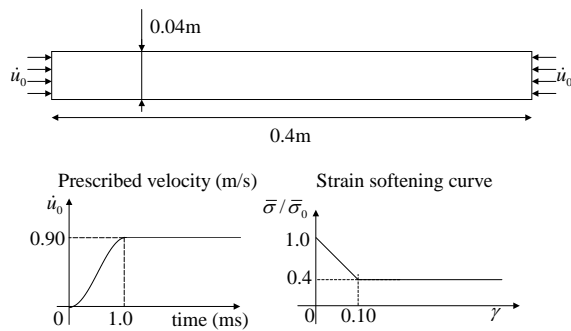 0.04m
u̇₀
u̇₀
0.4m
Prescribed velocity (m/s)
u̇₀
0.90
0
1.0
time (ms)
Strain softening curve
σ̅/σ̅₀
1.0
0.4
0
0.10
γ